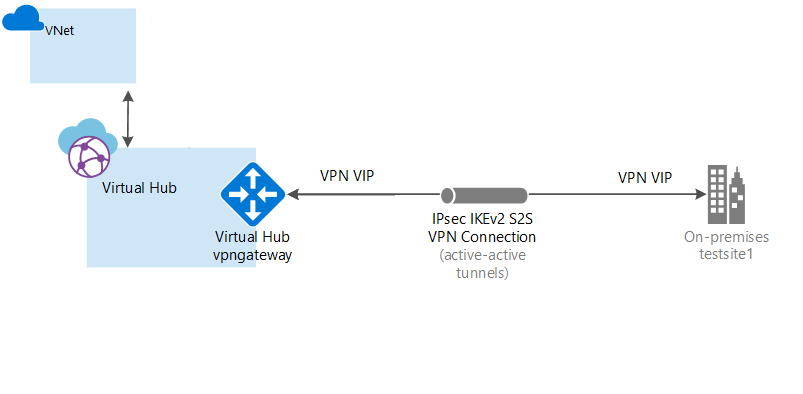 VNet
Virtual Hub
Virtual Hub
vpngateway
VPN VIP
IPsec IKEv2 S2S
VPN Connection
(active-active
tunnels)
VPN VIP
On-premises
testsite1